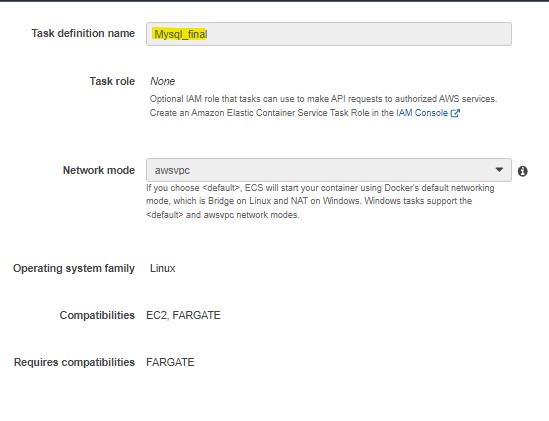 Task definition name Mysql_final
Task role None
Optional IAM role that tasks can use to make API requests to authorized AWS services.
Create an Amazon Elastic Container Service Task Role in the IAM Console
Network mode awsvpc
If you choose <default>, ECS will start your container using Docker's default networking
mode, which is Bridge on Linux and NAT on Windows. Windows tasks support the
<default> and awsvpc network modes.
Operating system family Linux
Compatibilities EC2, FARGATE
Requires compatibilities FARGATE